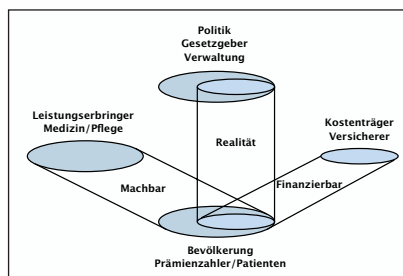 Politik
Gesetzgeber
Verwaltung
Leistungserbringer
Medizin/Pflege
Kostenträger
Versicherer
Realität
Machbar
Finanzierbar
Bevölkerung
Prämienzahler/Patienten